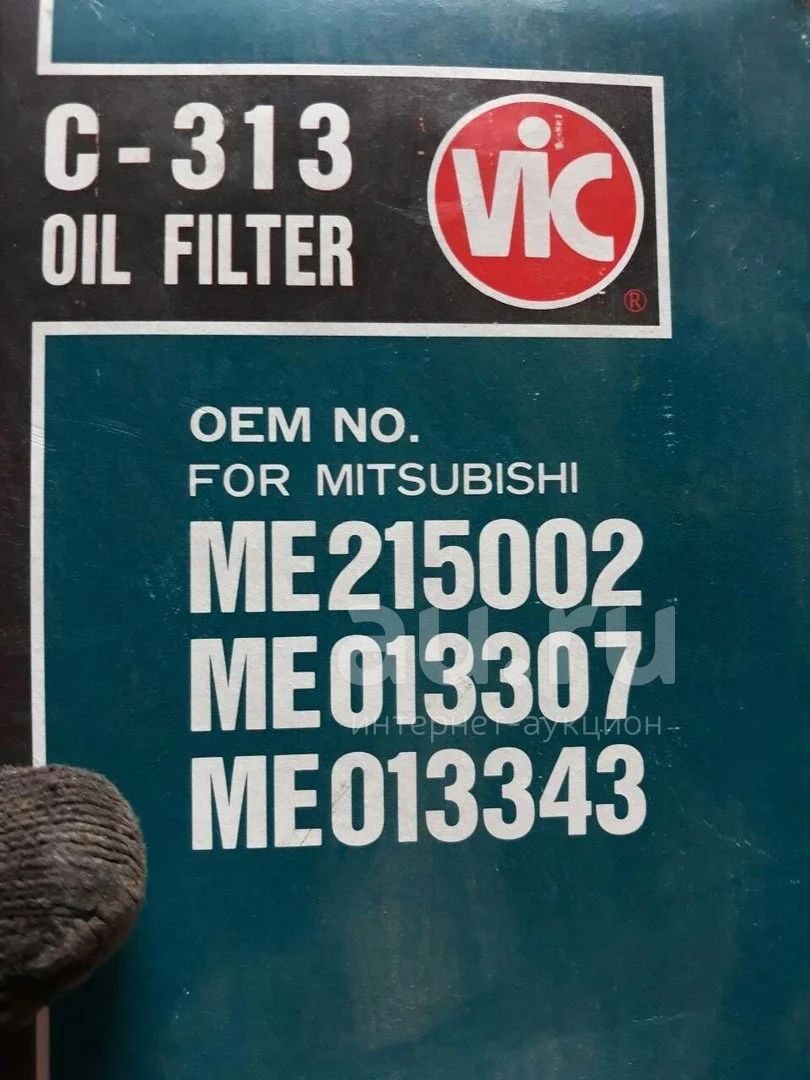 C-313
OIL FILTER
ViC
®
OEM NO.
FOR MITSUBISHI
ME215002
ME013307
ME013343
au.ru
интернет-аукцион